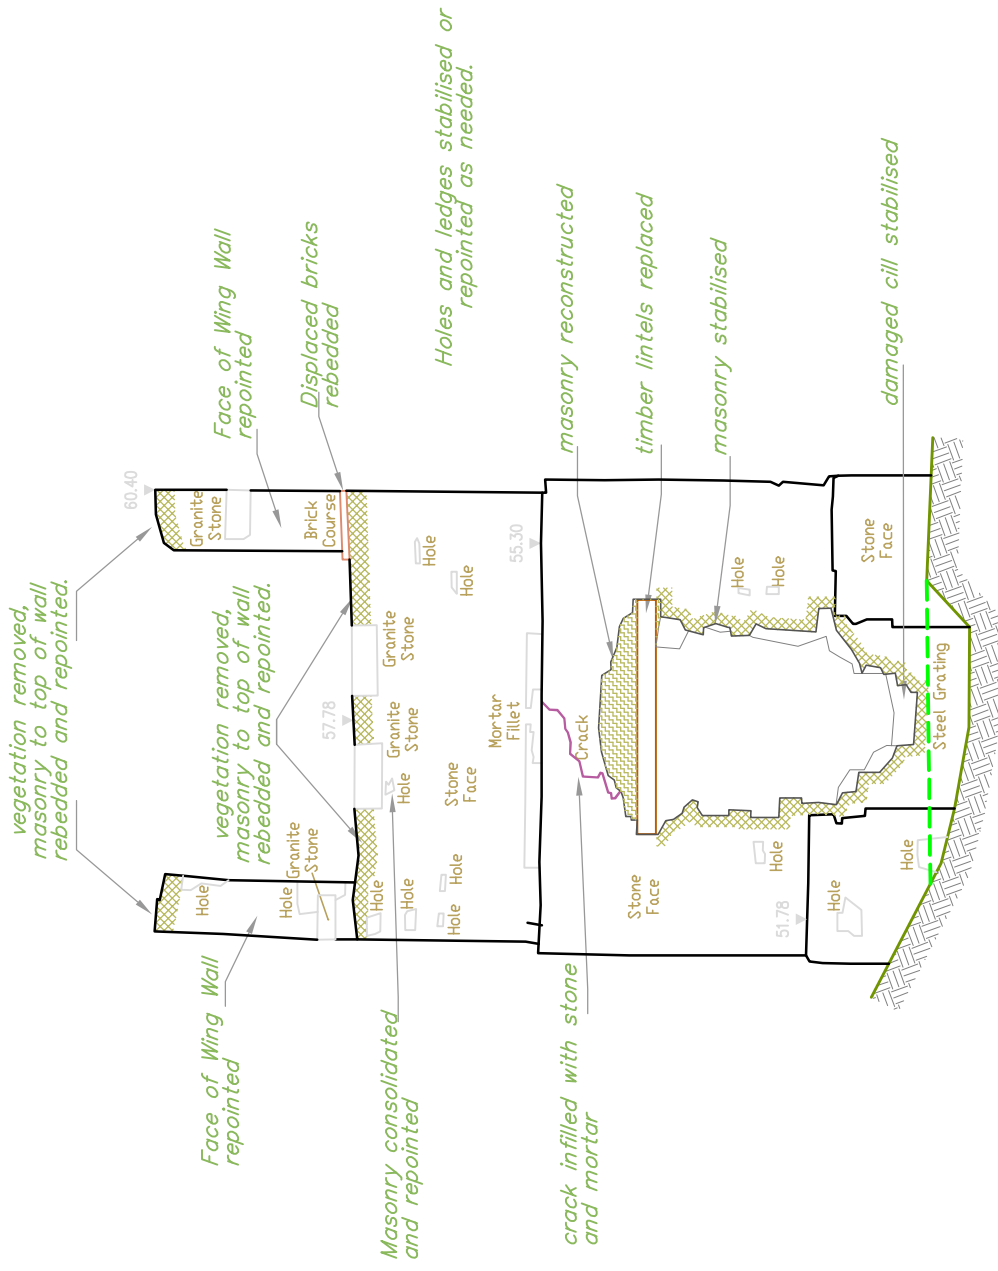 vegetation removed,
masonry to top of wall
rebedded and repointed.
vegetation removed,
masonry to top of wall
rebedded and repointed.
Face of Wing Wall
repointed
Face of Wing Wall
repointed
Displaced bricks
rebedded
Holes and ledges stabilised or
repointed as needed.
Masonry consolidated
and repointed
crack infilled with stone
and mortar
masonry reconstructed
timber lintels replaced
masonry stabilised
damaged cill stabilised
60.40
57.78
55.30
51.78
Hole
Hole
Granite
Stone
Granite
Stone
Brick
Course
Hole
Hole
Hole
Hole
Hole
Granite
Stone
Granite
Stone
Hole
Hole
Stone
Face
Mortar
Fillet
Crack
Stone
Face
Hole
Hole
Hole
Hole
Hole
Stone
Face
Steel Grating